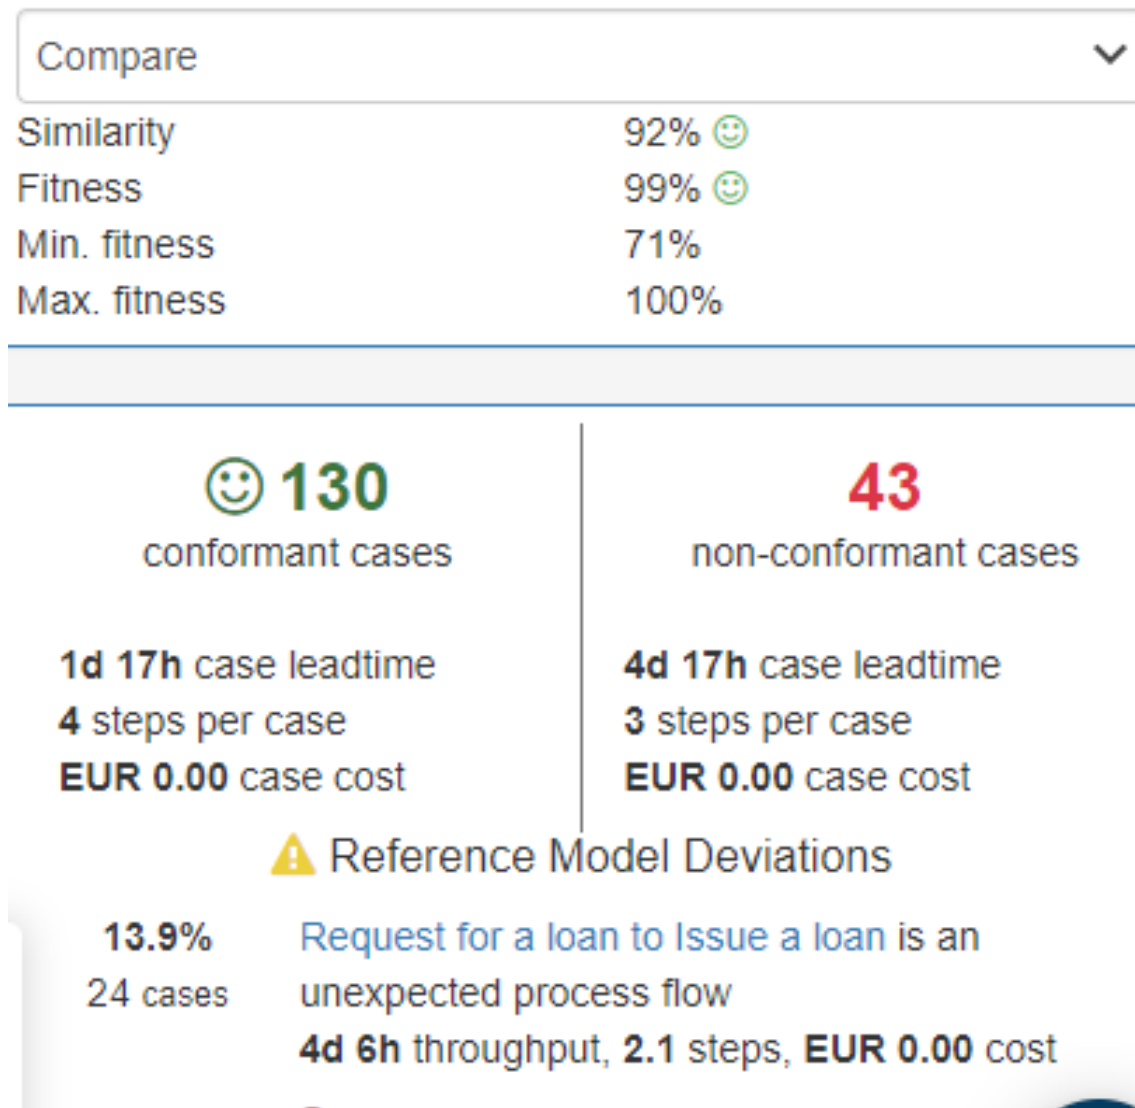 Compare
Similarity 92%
Fitness 99%
Min. fitness 71%
Max. fitness 100%
130
conformant cases
1d 17h case leadtime
4 steps per case
EUR 0.00 case cost
43
non-conformant cases
4d 17h case leadtime
3 steps per case
EUR 0.00 case cost
Reference Model Deviations
13.9%
24 cases
Request for a loan to Issue a loan is an
unexpected process flow
4d 6h throughput, 2.1 steps, EUR 0.00 cost